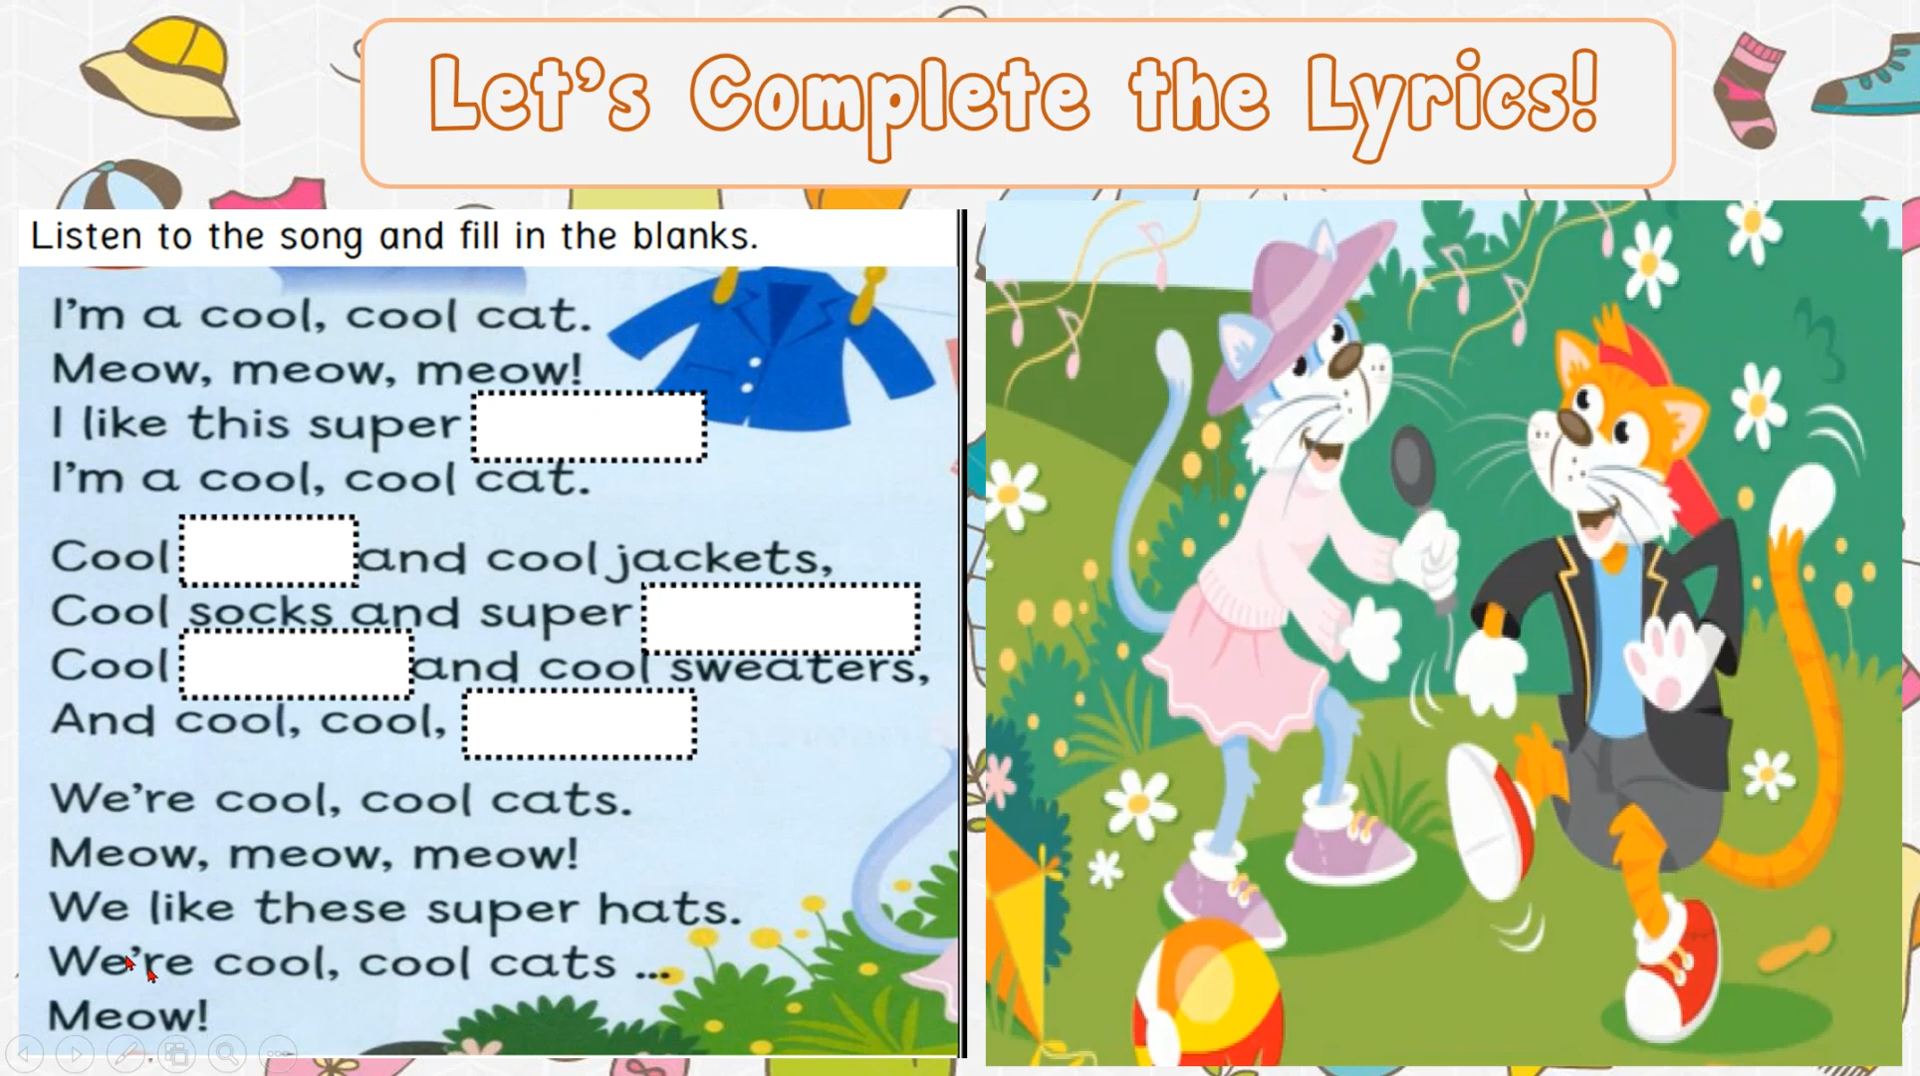 Let's Complete the Lyrics!
Listen to the song and fill in the blanks.
I'm a cool, cool cat.
Meow, meow, meow!
I like this super
I'm a cool, cool cat.
Cool and cool jackets,
Cool socks and super
Cool and cool sweaters,
And cool, cool,
We're cool, cool cats.
Meow, meow, meow!
We like these super hats.
We're cool, cool cats ...
Meow!